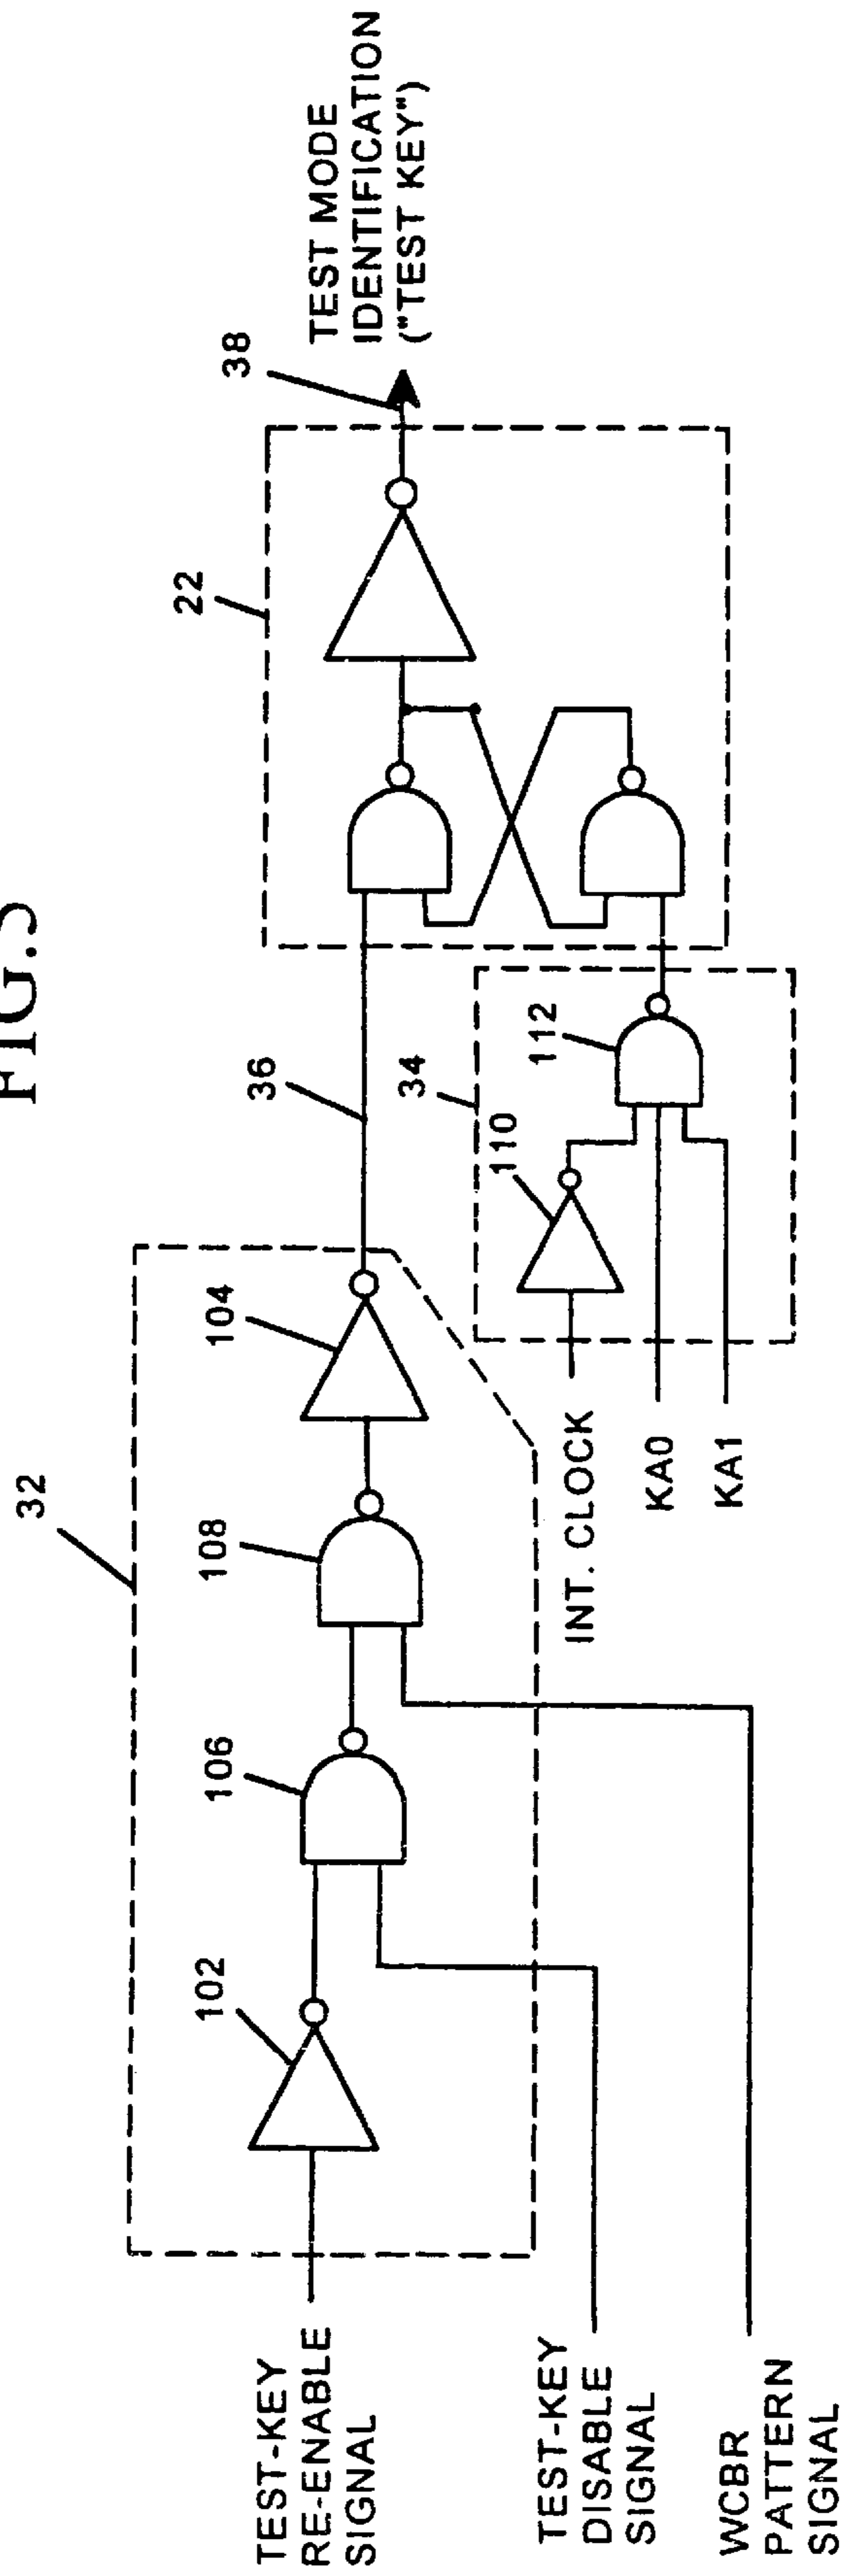 FIG.
32
22
38
TEST MODE
IDENTIFICATION
("TEST KEY")
36
34
102
106
108
104
110
112
TEST-KEY
RE-ENABLE
SIGNAL
TEST-KEY
DISABLE
SIGNAL
WCBR
PATTERN
SIGNAL
INT. CLOCK
KA0
KA1